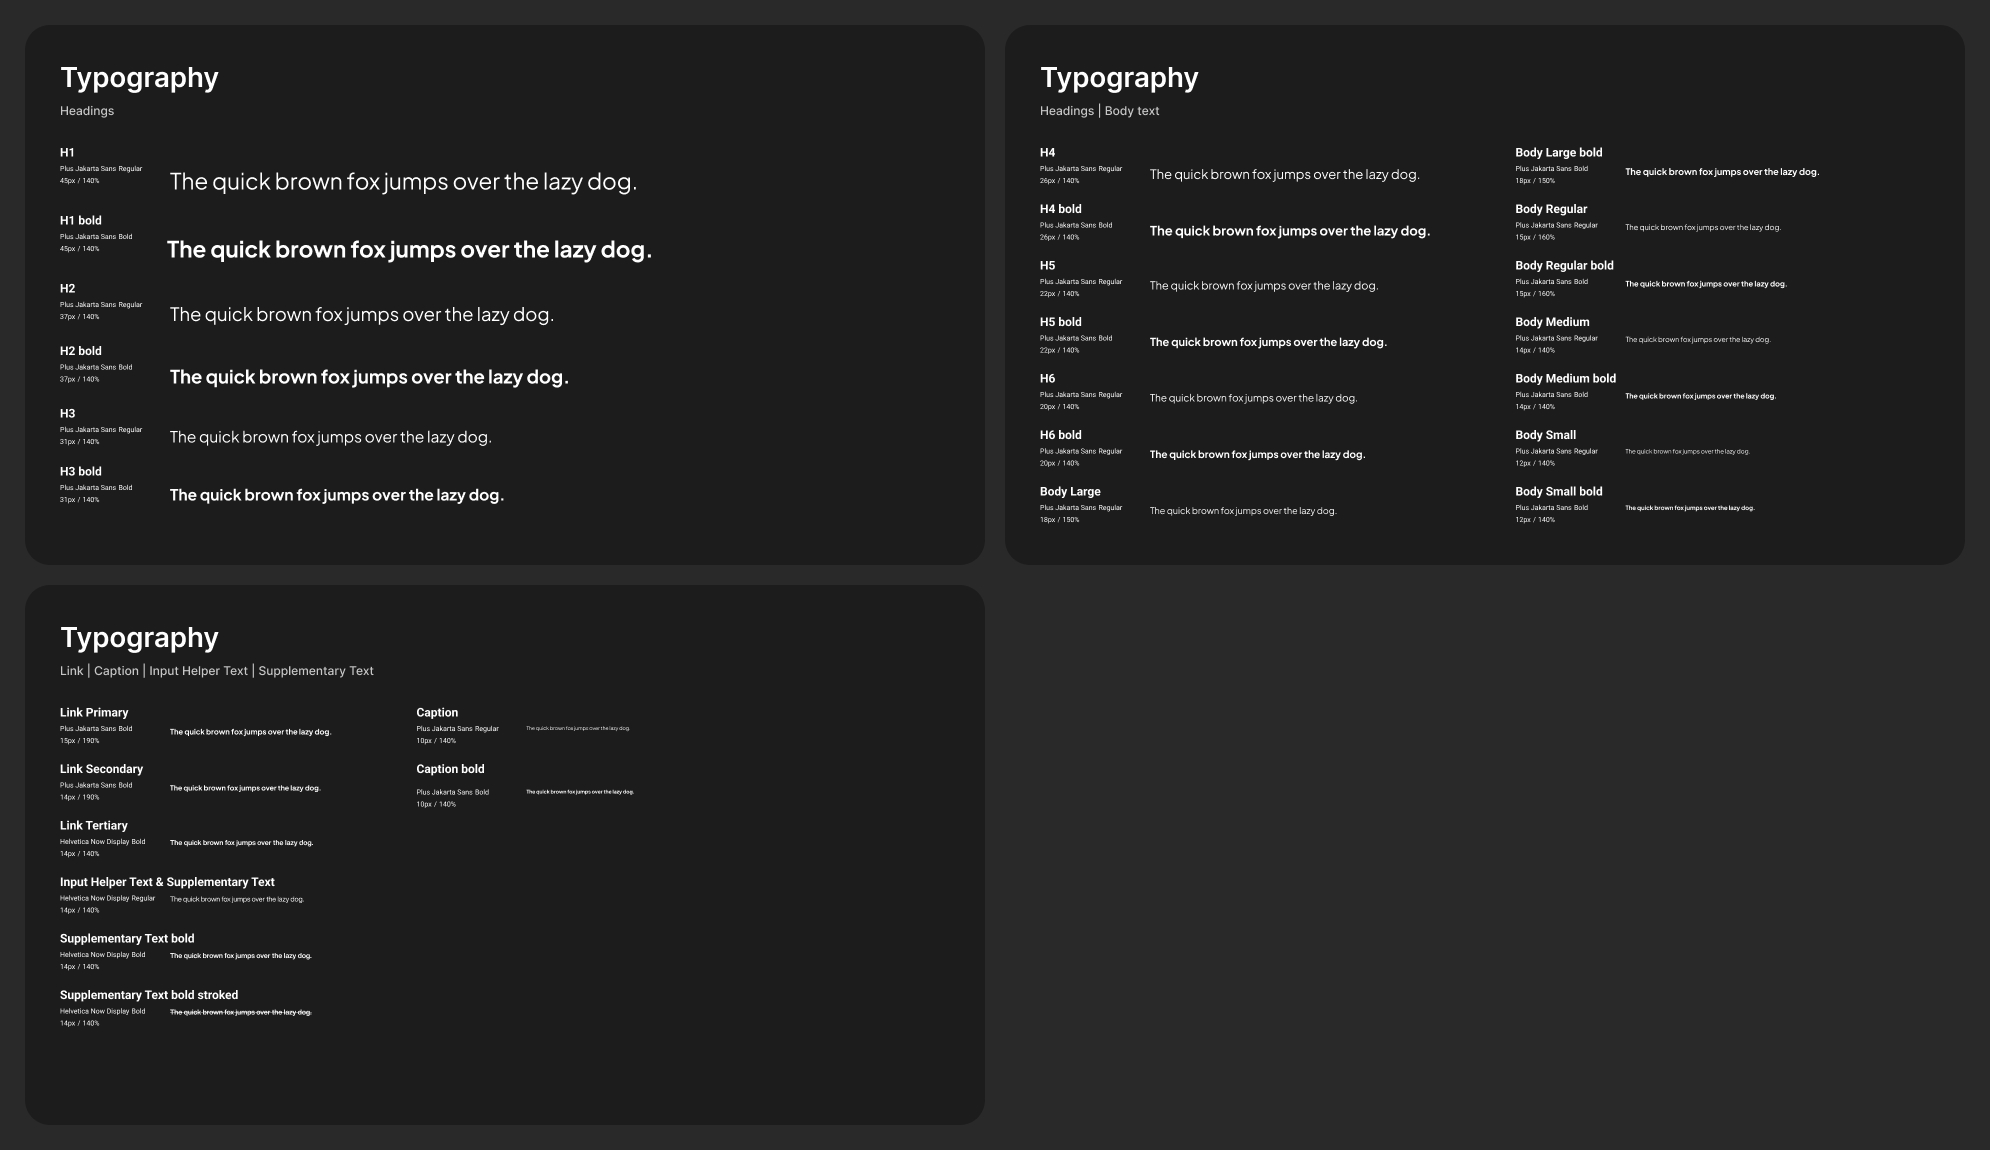 Typography
Headings
H1
Plus Jakarta Sans Regular
45px / 140%
The quick brown fox jumps over the lazy dog.
H1 bold
Plus Jakarta Sans Bold
45px / 140%
The quick brown fox jumps over the lazy dog.
H2
Plus Jakarta Sans Regular
37px / 140%
The quick brown fox jumps over the lazy dog.
H2 bold
Plus Jakarta Sans Bold
37px / 140%
The quick brown fox jumps over the lazy dog.
H3
Plus Jakarta Sans Regular
31px / 140%
The quick brown fox jumps over the lazy dog.
H3 bold
Plus Jakarta Sans Bold
31px / 140%
The quick brown fox jumps over the lazy dog.
Typography
Headings | Body text
H4
Plus Jakarta Sans Regular
26px / 140%
The quick brown fox jumps over the lazy dog.
H4 bold
Plus Jakarta Sans Bold
26px / 140%
The quick brown fox jumps over the lazy dog.
H5
Plus Jakarta Sans Regular
22px / 140%
The quick brown fox jumps over the lazy dog.
H5 bold
Plus Jakarta Sans Bold
22px / 140%
The quick brown fox jumps over the lazy dog.
H6
Plus Jakarta Sans Regular
20px / 140%
The quick brown fox jumps over the lazy dog.
H6 bold
Plus Jakarta Sans Bold
20px / 140%
The quick brown fox jumps over the lazy dog.
Body Large
Plus Jakarta Sans Regular
18px / 150%
The quick brown fox jumps over the lazy dog.
Body Large bold
Plus Jakarta Sans Bold
18px / 150%
The quick brown fox jumps over the lazy dog.
Body Regular
Plus Jakarta Sans Regular
15px / 160%
The quick brown fox jumps over the lazy dog.
Body Regular bold
Plus Jakarta Sans Bold
15px / 160%
The quick brown fox jumps over the lazy dog.
Body Medium
Plus Jakarta Sans Regular
14px / 140%
The quick brown fox jumps over the lazy dog.
Body Medium bold
Plus Jakarta Sans Bold
14px / 140%
The quick brown fox jumps over the lazy dog.
Body Small
Plus Jakarta Sans Regular
12px / 140%
The quick brown fox jumps over the lazy dog.
Body Small bold
Plus Jakarta Sans Bold
12px / 140%
The quick brown fox jumps over the lazy dog.
Typography
Link | Caption | Input Helper Text | Supplementary Text
Link Primary
Plus Jakarta Sans Bold
15px / 190%
The quick brown fox jumps over the lazy dog.
Link Secondary
Plus Jakarta Sans Bold
14px / 190%
The quick brown fox jumps over the lazy dog.
Link Tertiary
Helvetica Now Display Bold
14px / 140%
The quick brown fox jumps over the lazy dog.
Input Helper Text & Supplementary Text
Helvetica Now Display Regular
14px / 140%
The quick brown fox jumps over the lazy dog.
Supplementary Text bold
Helvetica Now Display Bold
14px / 140%
The quick brown fox jumps over the lazy dog.
Supplementary Text bold stroked
Helvetica Now Display Bold
14px / 140%
The quick brown fox jumps over the lazy dog.
Caption
Plus Jakarta Sans Regular
10px / 140%
The quick brown fox jumps over the lazy dog.
Caption bold
Plus Jakarta Sans Bold
10px / 140%
The quick brown fox jumps over the lazy dog.